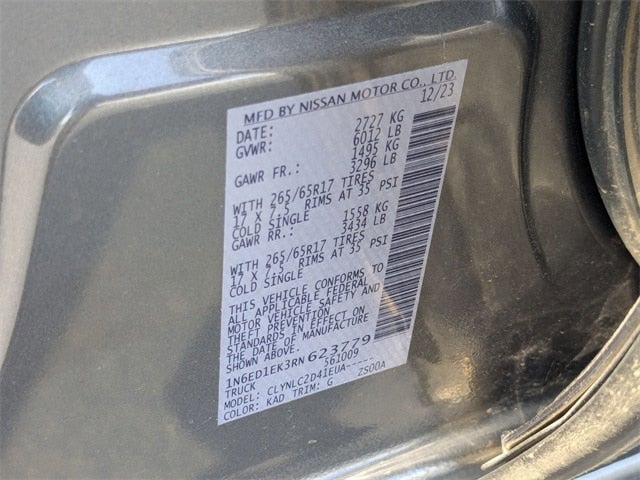 MFD BY NISSAN MOTOR CO., LTD.
DATE: 12/23
GVWR: 2727 KG
6012 LB
GAWR FR.: 1495 KG
3296 LB
WITH 265/65R17 TIRES
17 X 7.5 RIMS AT 35 PSI
COLD SINGLE
GAWR RR.: 1558 KG
3434 LB
WITH 265/65R17 TIRES
17 X 7.5 RIMS AT 35 PSI
COLD SINGLE
THIS VEHICLE CONFORMS TO
ALL APPLICABLE FEDERAL
MOTOR VEHICLE SAFETY AND
THEFT PREVENTION
STANDARDS IN EFFECT ON
THE DATE OF MANUFACTURE
SHOWN ABOVE.
1N6ED1EK3RN623779
TRUCK 561009
MODEL: CLYNLC2D41EUA-----
COLOR: KAD TRIM: G ZS00A